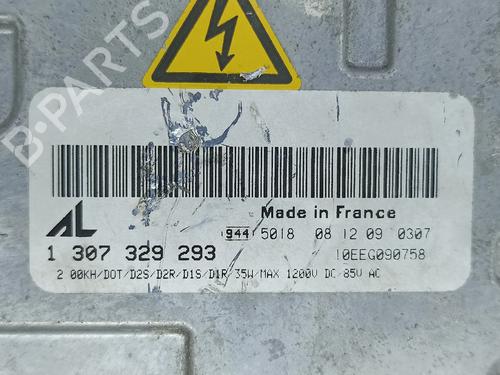 B-PARTS
Made in France
AL
944 5018 08 12 09 0307
1 307 329 293
10EEG090758
2 00KH/DOT/D2S/D2R/D1S/D1R/35W/MAX 1200V DC/85V AC